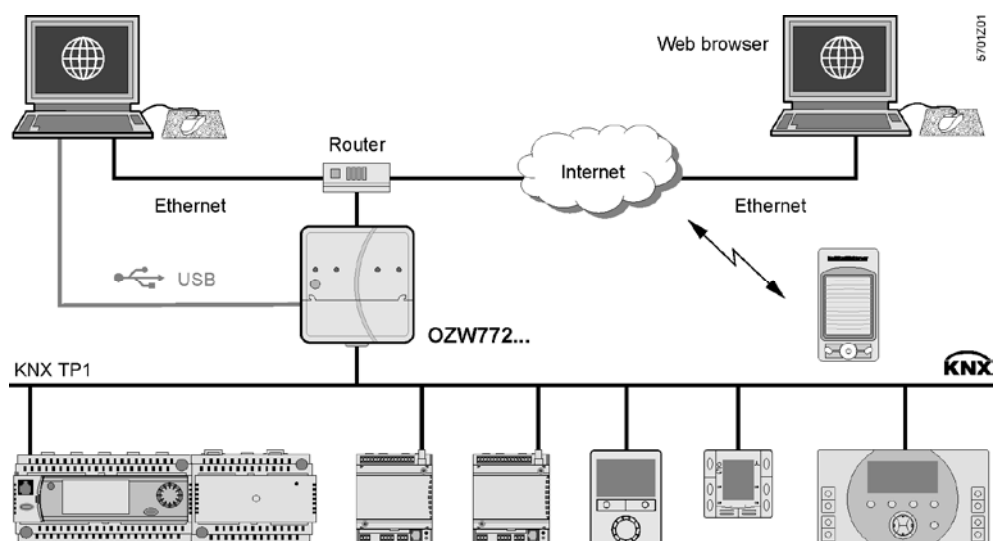 Web browser
5701Z01
Router
Internet
Ethernet
Ethernet
USB
OZW772...
KNX TP1
KNX